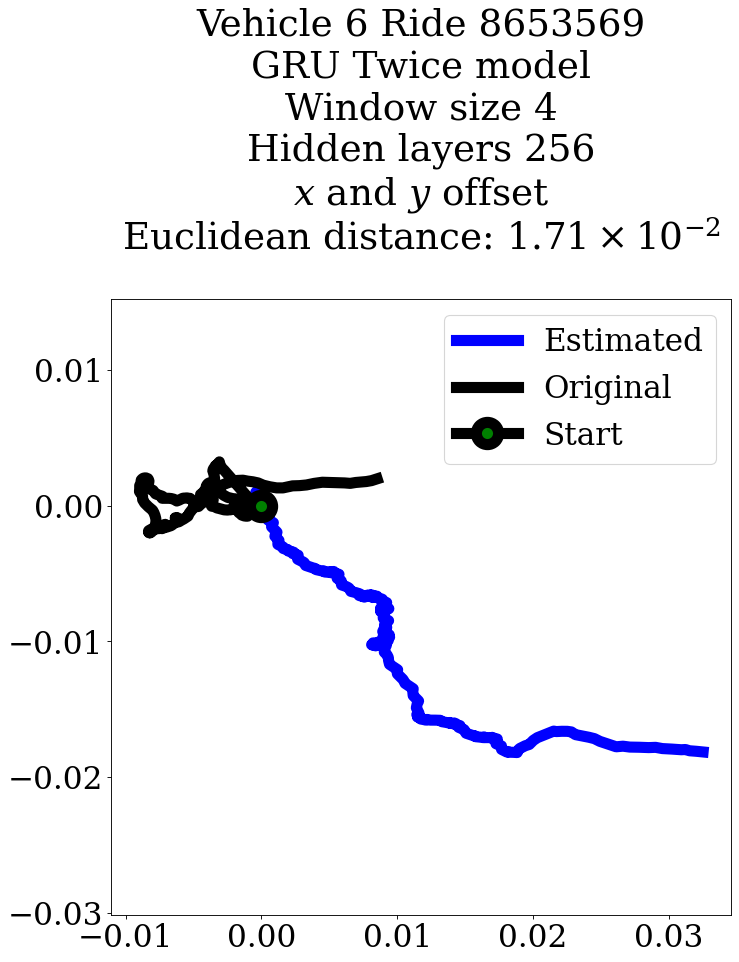 Vehicle 6 Ride 8653569
GRU Twice model
Window size 4
Hidden layers 256
x and y offset
Euclidean distance: 1.71 × 10⁻²
Estimated
Original
Start
0.01
0.00
−0.01
−0.02
−0.03
−0.01 0.00 0.01 0.02 0.03